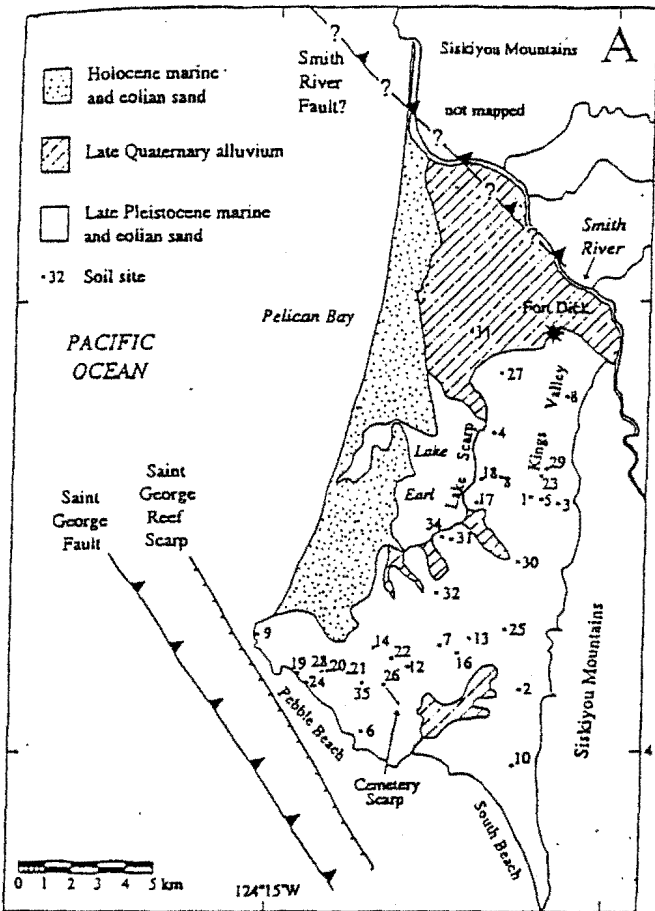 A
Holocene marine
and eolian sand
Late Quaternary alluvium
Late Pleistocene marine
and eolian sand
32 Soil site
?
?
?
?
Smith
River
Fault?
Siskiyou Mountains
not mapped
Smith
River
Fort Dick
Pelican Bay
PACIFIC
OCEAN
11
27
Valley
8
4
Lake
Scarp
Kings
29
18
8
23
Earl
Lake
17
1
5
3
Saint
George
Reef
Scarp
Saint
George
Fault
34
31
30
32
9
25
14
7
13
22
16
19
28
20
21
12
24
26
35
2
Siskiyou Mountains
Pebble Beach
6
10
4
Cemetery
Scarp
South Beach
0 1 2 3 4 5 km
124°15'W